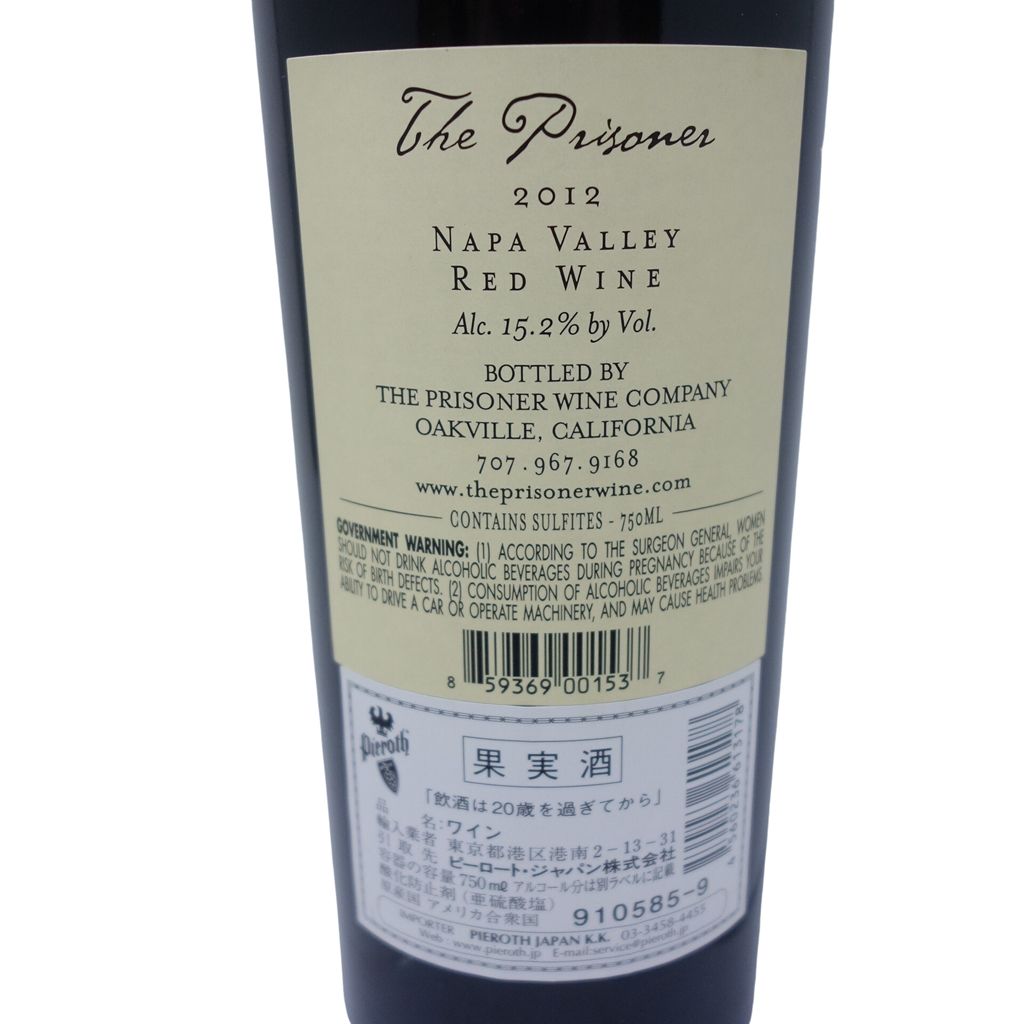 The Prisoner
2012
NAPA VALLEY
RED WINE
Alc. 15.2% by Vol.
BOTTLED BY
THE PRISONER WINE COMPANY
OAKVILLE, CALIFORNIA
707.967.9168
www.theprisonerwine.com
CONTAINS SULFITES - 750ML
GOVERNMENT WARNING: (1) ACCORDING TO THE SURGEON GENERAL, WOMEN
SHOULD NOT DRINK ALCOHOLIC BEVERAGES DURING PREGNANCY BECAUSE OF THE
RISK OF BIRTH DEFECTS. (2) CONSUMPTION OF ALCOHOLIC BEVERAGES IMPAIRS YOUR
ABILITY TO DRIVE A CAR OR OPERATE MACHINERY, AND MAY CAUSE HEALTH PROBLEMS.
8 59369 00153 7
Pieroth
果実酒
「飲酒は20歳を過ぎてから」
品名:ワイン
輸入業者 東京都港区港南2-13-31
引取先 ピーロート・ジャパン株式会社
容器の容量 750mℓ アルコール分は別ラベルに記載
酸化防止剤(亜硫酸塩)
原産国 アメリカ合衆国
910585-9
IMPORTER PIEROTH JAPAN K.K. 03-3458-4455
Web:www.pieroth.jp E-mail:service@pieroth.jp
4 560236 613178